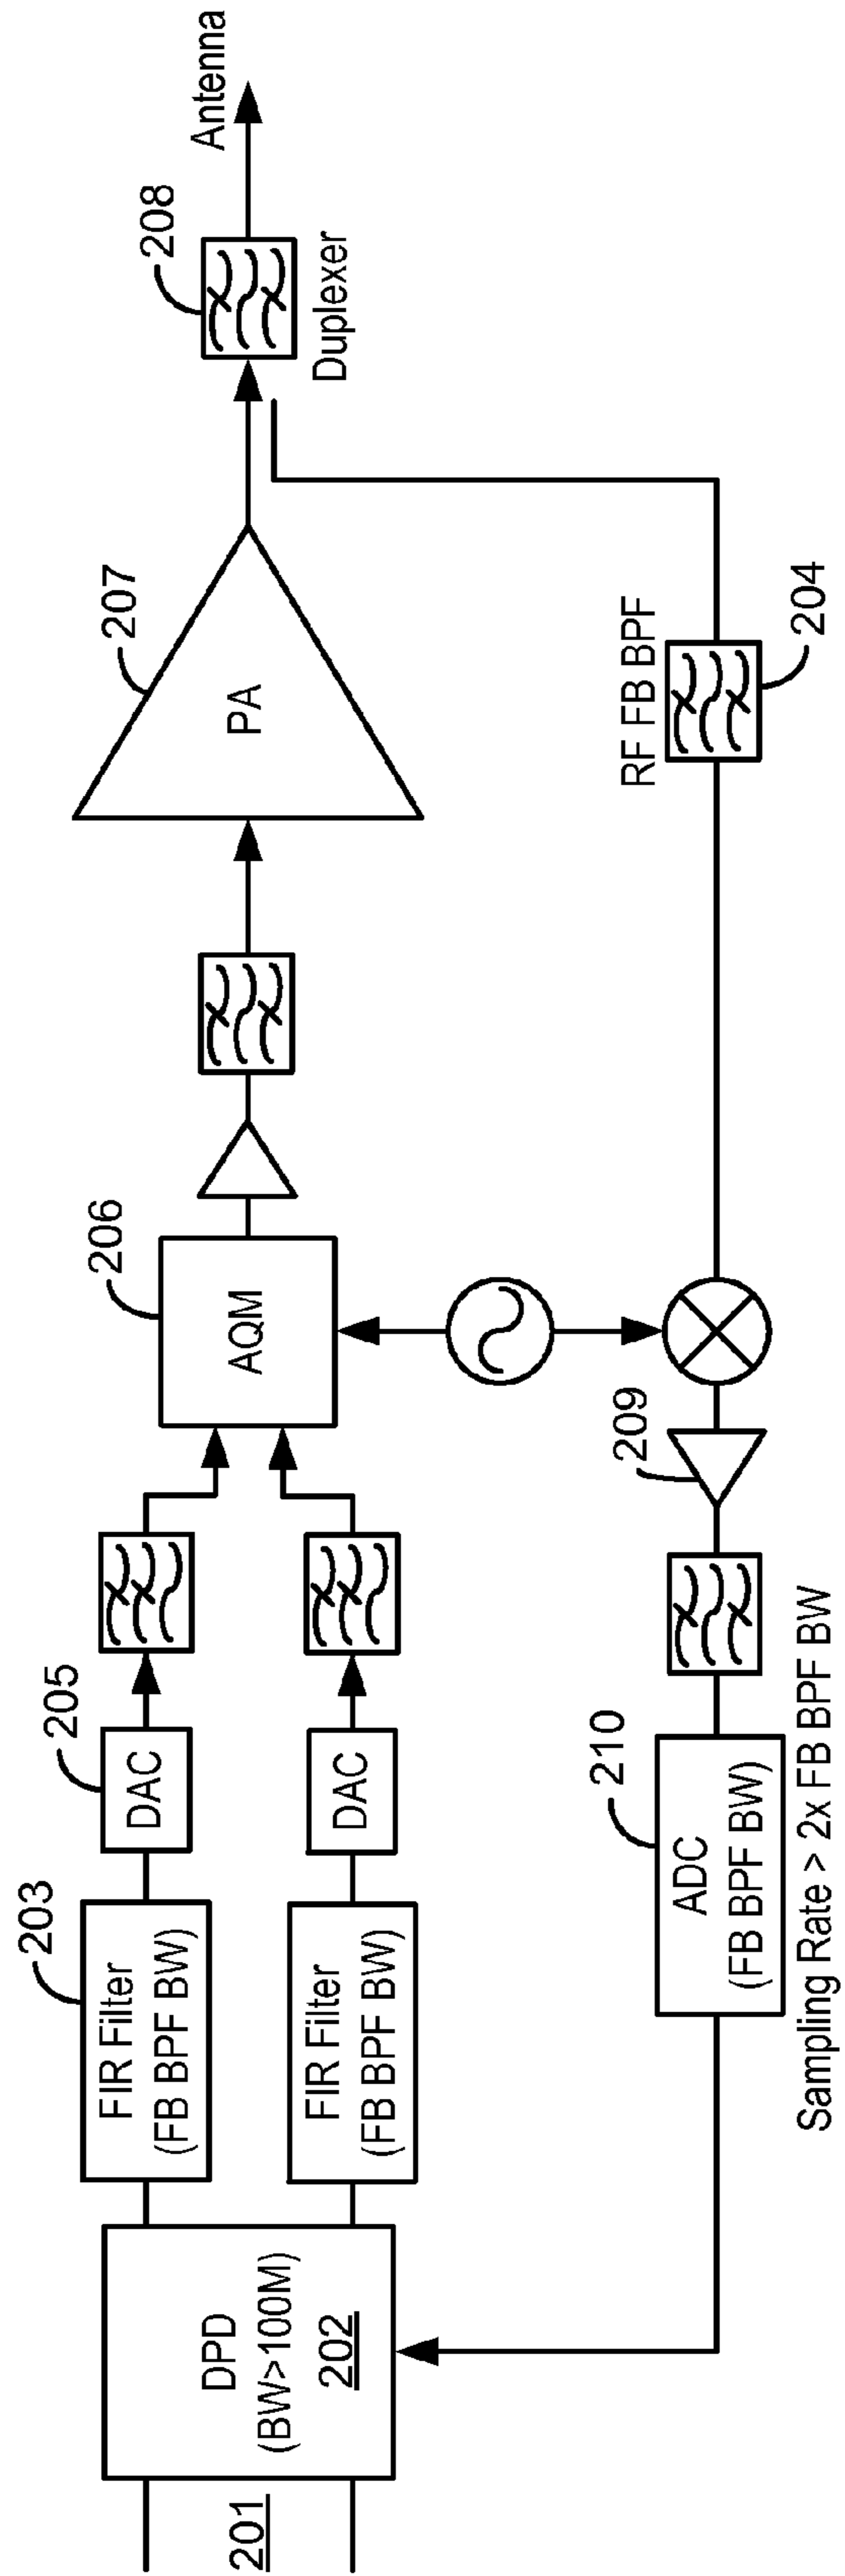 201
DPD
(BW>100M)
202
203
FIR Filter
(FB BPF BW)
FIR Filter
(FB BPF BW)
205
DAC
DAC
206
AQM
207
PA
208
Duplexer
Antenna
RF FB BPF
204
209
210
ADC
(FB BPF BW)
Sampling Rate > 2x FB BPF BW